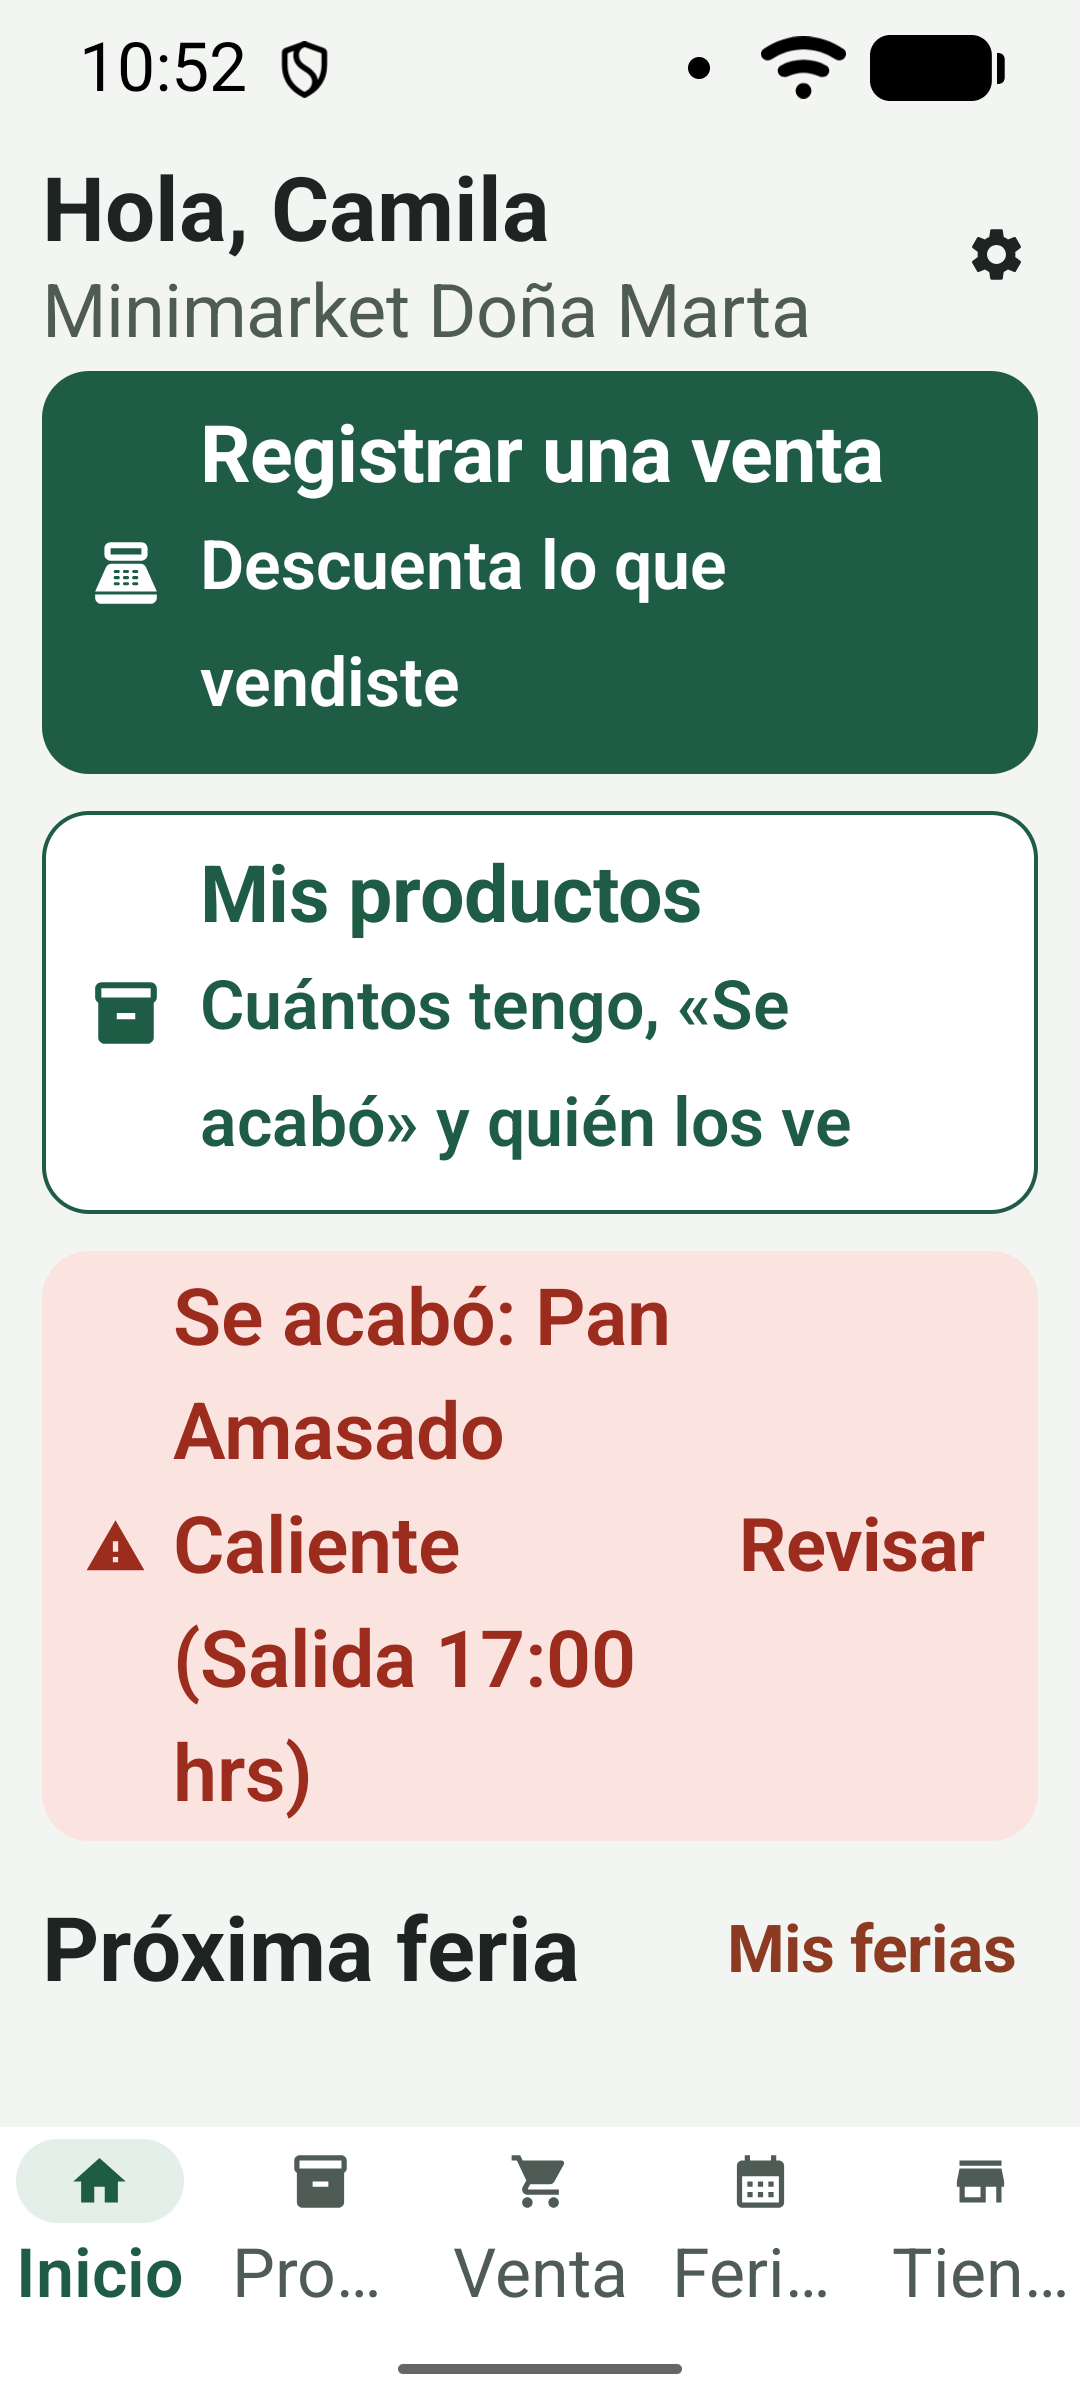 10:52
Hola, Camila
Minimarket Doña Marta
Registrar una venta
Descuenta lo que
vendiste
Mis productos
Cuántos tengo, «Se
acabó» y quién los ve
Se acabó: Pan
Amasado
Caliente
(Salida 17:00
hrs)
Revisar
Próxima feria
Mis ferias
Inicio
Pro...
Venta
Feri...
Tien...